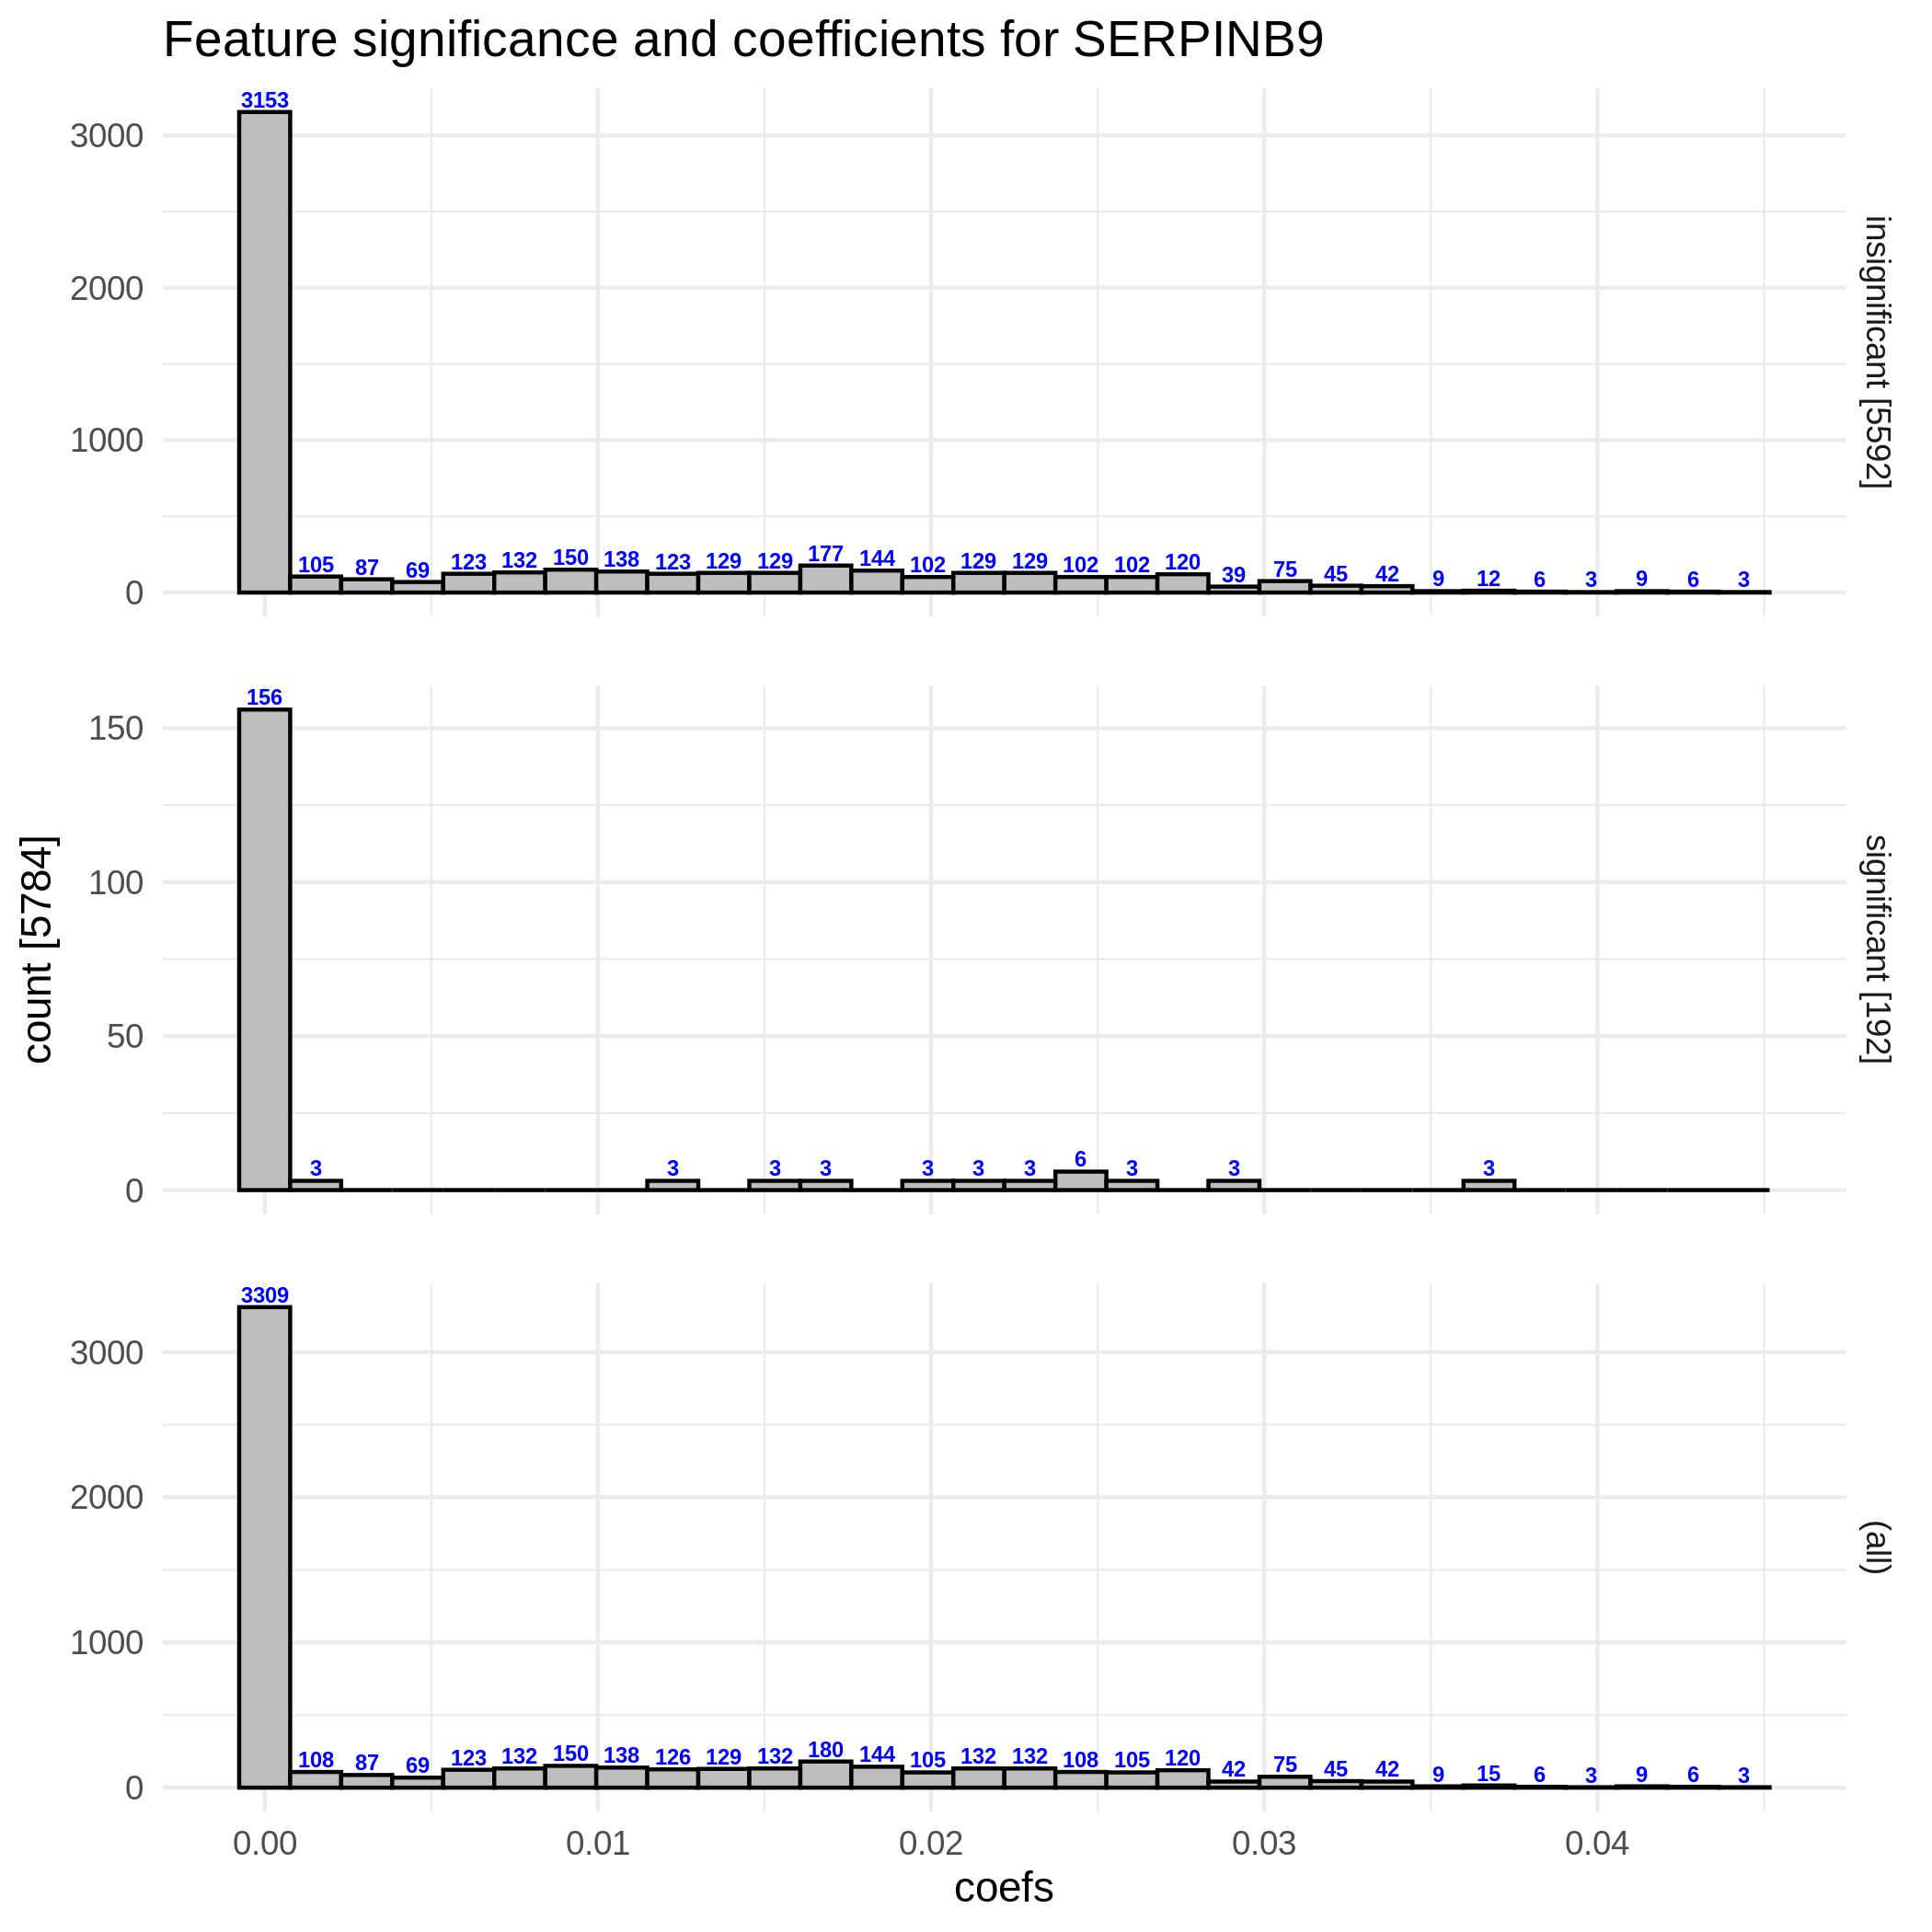 Feature significance and coefficients for SERPINB9
3153
3000
2000
1000
0
105 87 69 123 132 150 138 123 129 129 177 144 102 129 129 102 102 120 39 75 45 42 9 12 6 3 9 6 3
insignificant [5592]
156
150
100
50
0
3 3 3 3 3 3 3 6 3 3 3
significant [192]
count [5784]
3309
3000
2000
1000
0
108 87 69 123 132 150 138 126 129 132 180 144 105 132 132 108 105 120 42 75 45 42 9 15 6 3 9 6 3
(all)
0.00 0.01 0.02 0.03 0.04
coefs